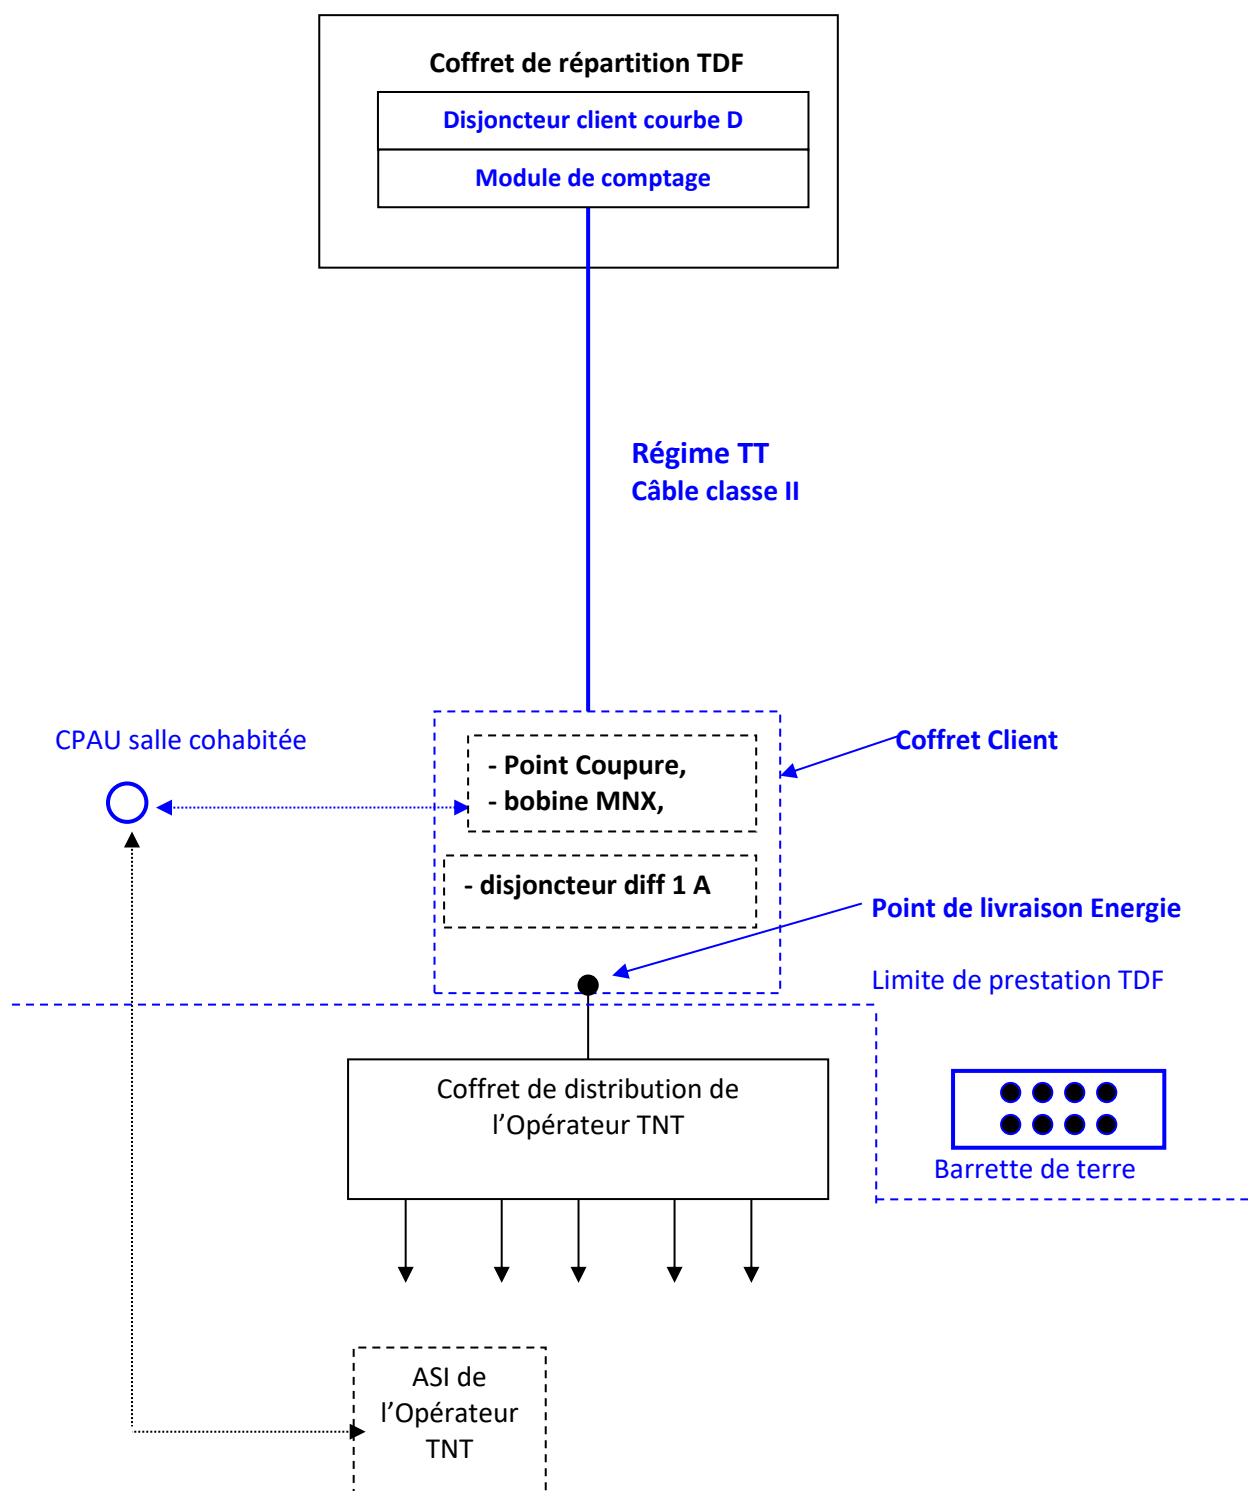 Coffret de répartition TDF
Disjoncteur client courbe D
Module de comptage
Régime TT
Câble classe II
CPAU salle cohabitée
- Point Coupure,
- bobine MNX,
Coffret Client
- disjoncteur diff 1 A
Point de livraison Energie
Limite de prestation TDF
Coffret de distribution de
l’Opérateur TNT
Barrette de terre
ASI de
l’Opérateur
TNT